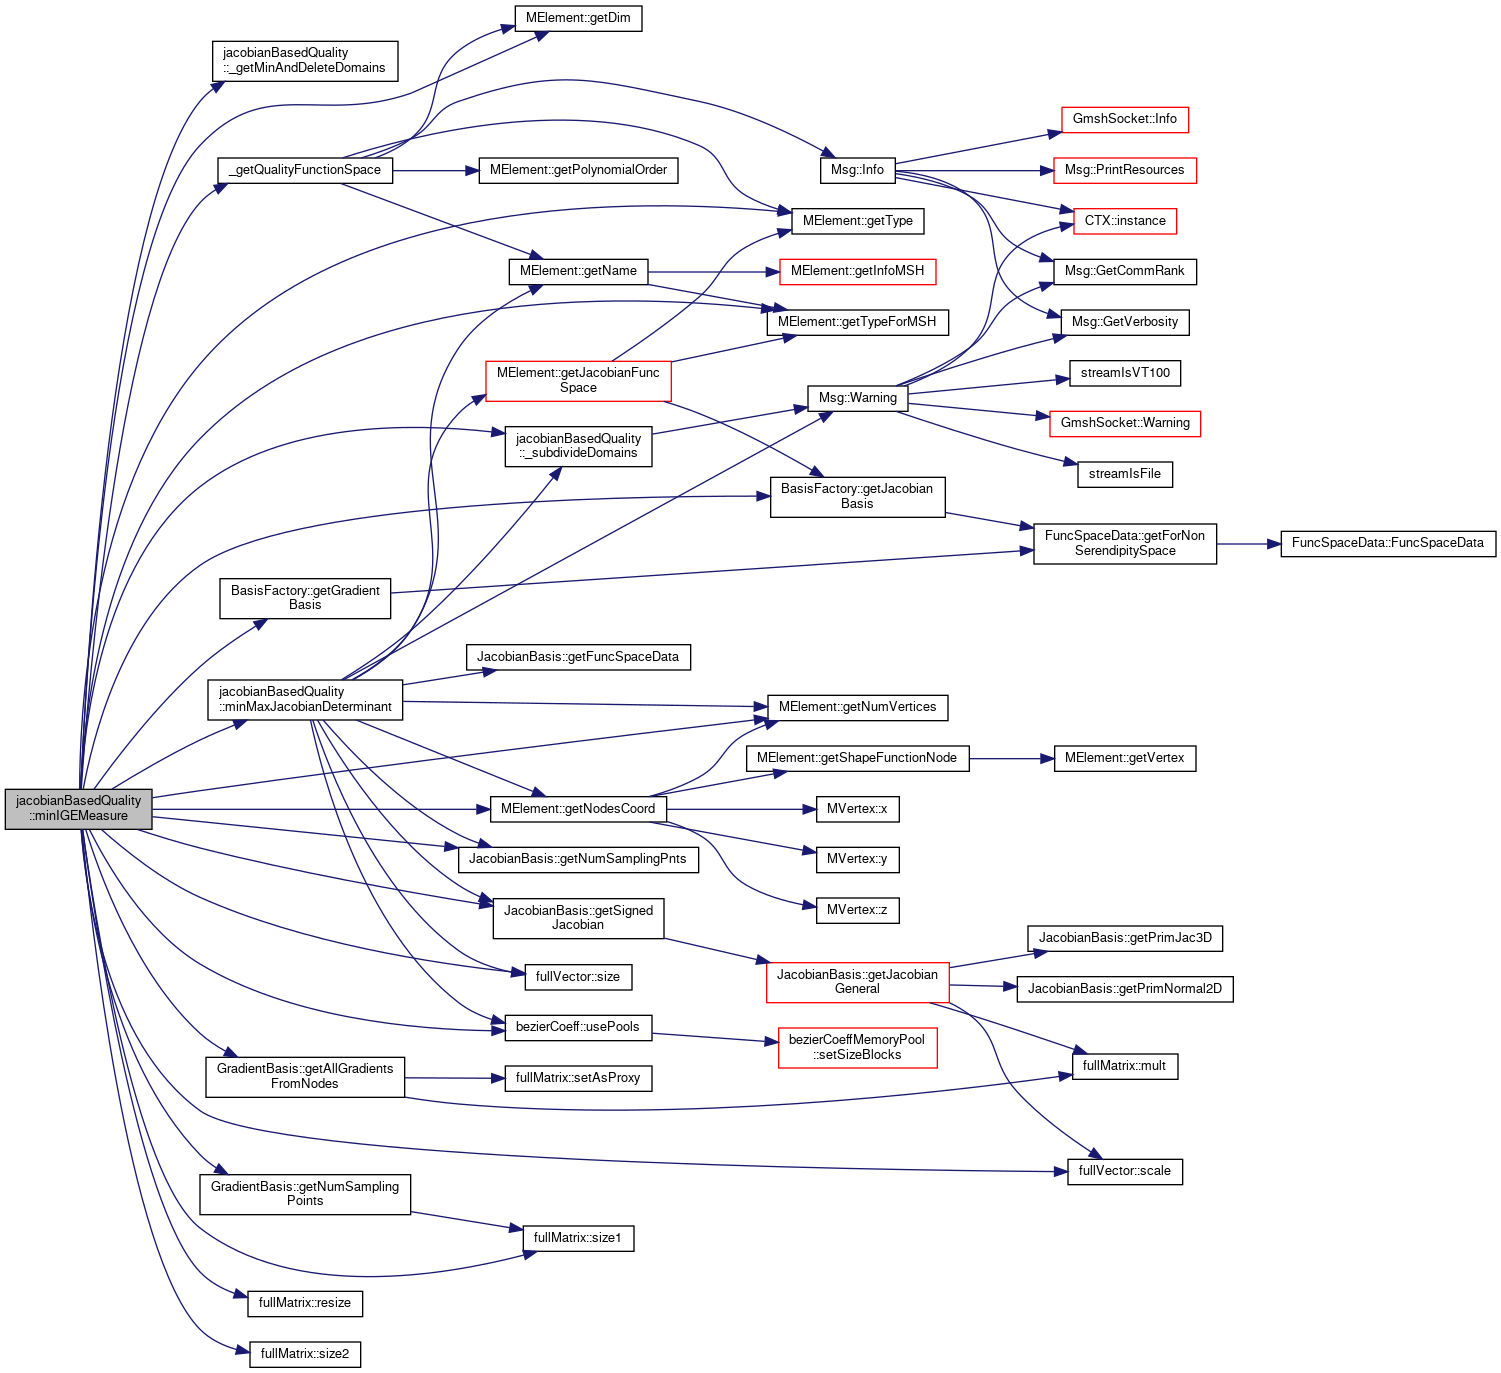 MElement::getDim
jacobianBasedQuality
::_getMinAndDeleteDomains
GmshSocket::Info
_getQualityFunctionSpace
MElement::getPolynomialOrder
Msg::Info
Msg::PrintResources
MElement::getType
CTX::instance
MElement::getName
MElement::getInfoMSH
Msg::GetCommRank
MElement::getTypeForMSH
Msg::GetVerbosity
MElement::getJacobianFunc
Space
streamIsVT100
Msg::Warning
GmshSocket::Warning
jacobianBasedQuality
::_subdivideDomains
streamIsFile
BasisFactory::getJacobian
Basis
FuncSpaceData::getForNon
SerendipitySpace
FuncSpaceData::FuncSpaceData
BasisFactory::getGradient
Basis
JacobianBasis::getFuncSpaceData
jacobianBasedQuality
::minMaxJacobianDeterminant
MElement::getNumVertices
MElement::getShapeFunctionNode
MElement::getVertex
jacobianBasedQuality
::minIGEMeasure
MElement::getNodesCoord
MVertex::x
JacobianBasis::getNumSamplingPnts
MVertex::y
JacobianBasis::getSigned
Jacobian
MVertex::z
JacobianBasis::getPrimJac3D
fullVector::size
JacobianBasis::getJacobian
General
JacobianBasis::getPrimNormal2D
bezierCoeff::usePools
bezierCoeffMemoryPool
::setSizeBlocks
fullMatrix::mult
GradientBasis::getAllGradients
FromNodes
fullMatrix::setAsProxy
fullVector::scale
GradientBasis::getNumSampling
Points
fullMatrix::size1
fullMatrix::resize
fullMatrix::size2